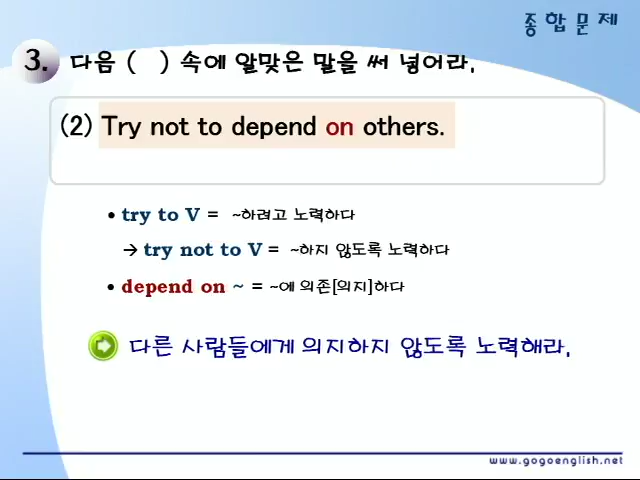 종합문제
3. 다음 (  ) 속에 알맞은 말을 써 넣어라.
(2) Try not to depend on others.
• try to V = ~하려고 노력하다
→ try not to V = ~하지 않도록 노력하다
• depend on ~ = ~에 의존[의지]하다
다른 사람들에게 의지하지 않도록 노력해라.
www.gogoenglish.net